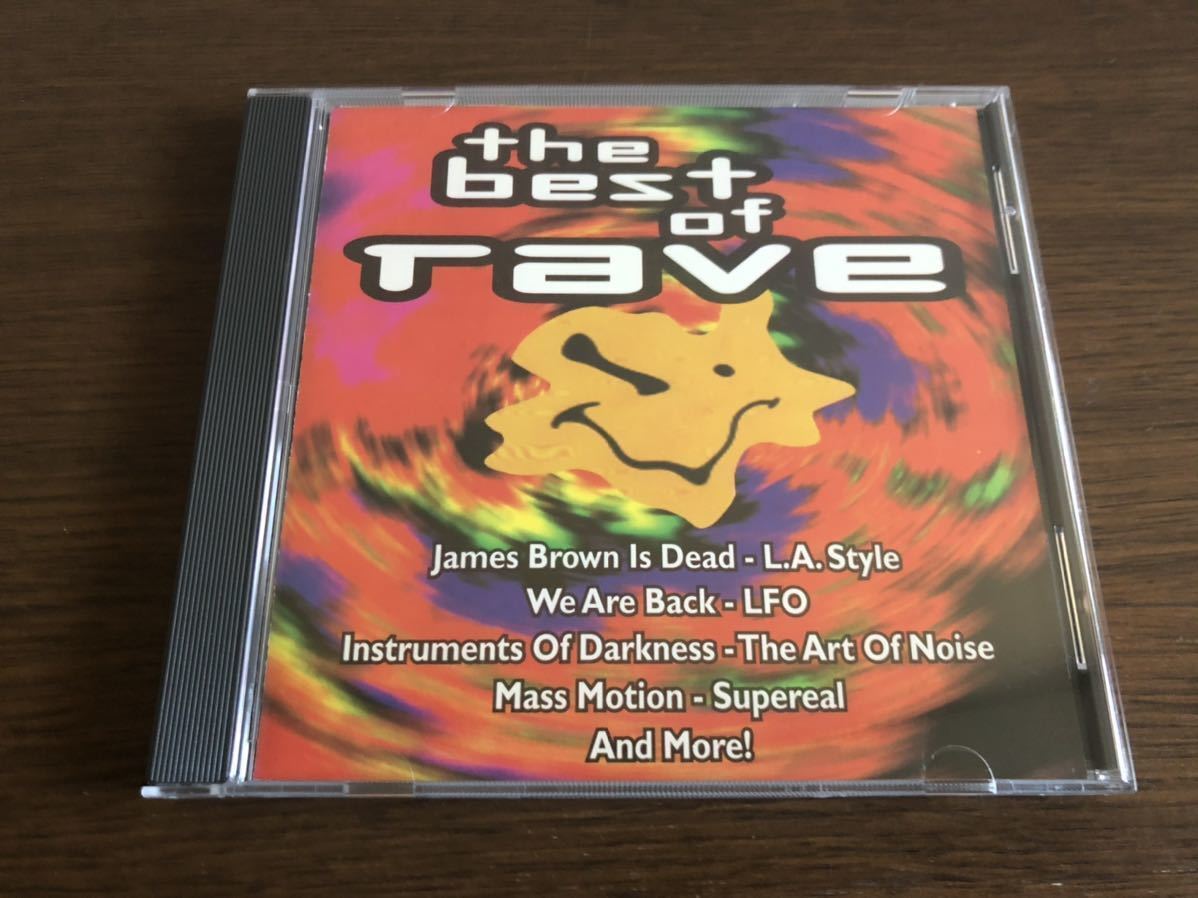 the
best
of
rave
James Brown Is Dead - L.A. Style
We Are Back - LFO
Instruments Of Darkness - The Art Of Noise
Mass Motion - Supereal
And More!